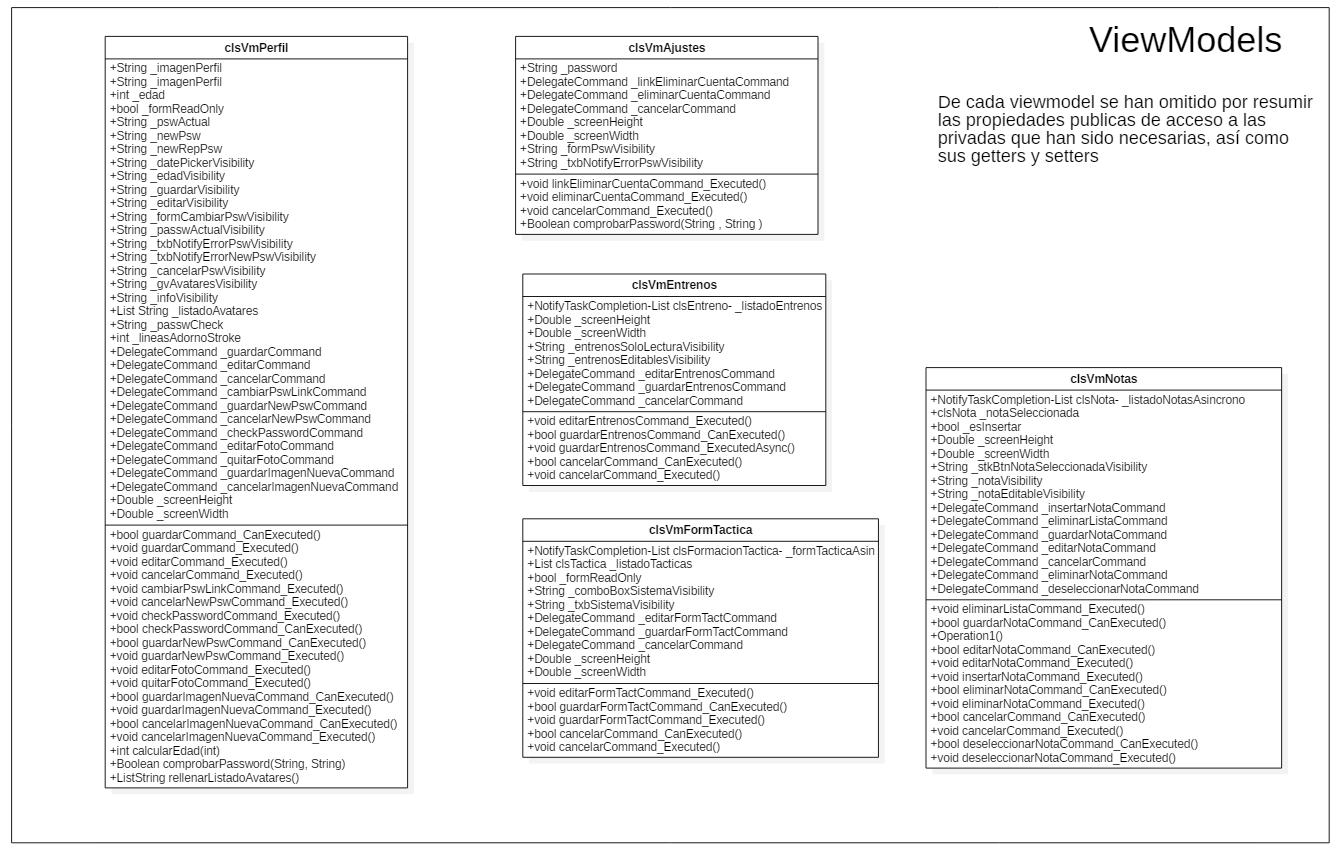 ViewModels
De cada viewmodel se han omitido por resumir
las propiedades publicas de acceso a las
privadas que han sido necesarias, así como
sus getters y setters
clsVmPerfil
+String _imagenPerfil
+String _imagenPerfil
+int _edad
+bool _formReadOnly
+String _pswActual
+String _newPsw
+String _newRepPsw
+String _datePickerVisibility
+String _edadVisibility
+String _guardarVisibility
+String _editarVisibility
+String _formCambiarPswVisibility
+String _passwActualVisibility
+String _txbNotifyErrorPswVisibility
+String _txbNotifyErrorNewPswVisibility
+String _cancelarPswVisibility
+String _gvAvataresVisibility
+String _infoVisibility
+List String _listadoAvatares
+String _passwCheck
+int _lineasAdornoStroke
+DelegateCommand _guardarCommand
+DelegateCommand _editarCommand
+DelegateCommand _cancelarCommand
+DelegateCommand _cambiarPswLinkCommand
+DelegateCommand _guardarNewPswCommand
+DelegateCommand _cancelarNewPswCommand
+DelegateCommand _checkPasswordCommand
+DelegateCommand _editarFotoCommand
+DelegateCommand _quitarFotoCommand
+DelegateCommand _guardarImagenNuevaCommand
+DelegateCommand _cancelarImagenNuevaCommand
+Double _screenHeight
+Double _screenWidth
+bool guardarCommand_CanExecuted()
+void guardarCommand_Executed()
+void editarCommand_Executed()
+void cancelarCommand_Executed()
+void cambiarPswLinkCommand_Executed()
+void cancelarNewPswCommand_Executed()
+void checkPasswordCommand_Executed()
+bool checkPasswordCommand_CanExecuted()
+bool guardarNewPswCommand_CanExecuted()
+void guardarNewPswCommand_Executed()
+void editarFotoCommand_Executed()
+void quitarFotoCommand_Executed()
+bool guardarImagenNuevaCommand_CanExecuted()
+void guardarImagenNuevaCommand_Executed()
+bool cancelarImagenNuevaCommand_CanExecuted()
+void cancelarImagenNuevaCommand_Executed()
+int calcularEdad(int)
+Boolean comprobarPassword(String, String)
+ListString rellenarListadoAvatares()
clsVmAjustes
+String _password
+DelegateCommand _linkEliminarCuentaCommand
+DelegateCommand _eliminarCuentaCommand
+DelegateCommand _cancelarCommand
+Double _screenHeight
+Double _screenWidth
+String _formPswVisibility
+String _txbNotifyErrorPswVisibility
+void linkEliminarCuentaCommand_Executed()
+void eliminarCuentaCommand_Executed()
+void cancelarCommand_Executed()
+Boolean comprobarPassword(String , String )
clsVmEntrenos
+NotifyTaskCompletion-List clsEntreno- _listadoEntrenos
+Double _screenHeight
+Double _screenWidth
+String _entrenosSoloLecturaVisibility
+String _entrenosEditablesVisibility
+DelegateCommand _editarEntrenosCommand
+DelegateCommand _guardarEntrenosCommand
+DelegateCommand _cancelarCommand
+void editarEntrenosCommand_Executed()
+bool guardarEntrenosCommand_CanExecuted()
+void guardarEntrenosCommand_ExecutedAsync()
+bool cancelarCommand_CanExecuted()
+void cancelarCommand_Executed()
clsVmFormTactica
+NotifyTaskCompletion-List clsFormacionTactica- _formTacticaAsin
+List clsTactica _listadoTacticas
+bool _formReadOnly
+String _comboBoxSistemaVisibility
+String _txbSistemaVisibility
+DelegateCommand _editarFormTactCommand
+DelegateCommand _guardarFormTactCommand
+DelegateCommand _cancelarCommand
+Double _screenHeight
+Double _screenWidth
+void editarFormTactCommand_Executed()
+bool guardarFormTactCommand_CanExecuted()
+void guardarFormTactCommand_Executed()
+bool cancelarCommand_CanExecuted()
+void cancelarCommand_Executed()
clsVmNotas
+NotifyTaskCompletion-List clsNota- _listadoNotasAsincrono
+clsNota _notaSeleccionada
+bool _esInsertar
+Double _screenHeight
+Double _screenWidth
+String _stkBtnNotaSeleccionadaVisibility
+String _notaVisibility
+String _notaEditableVisibility
+DelegateCommand _insertarNotaCommand
+DelegateCommand _eliminarListaCommand
+DelegateCommand _guardarNotaCommand
+DelegateCommand _editarNotaCommand
+DelegateCommand _cancelarCommand
+DelegateCommand _eliminarNotaCommand
+DelegateCommand _deseleccionarNotaCommand
+void eliminarListaCommand_Executed()
+bool guardarNotaCommand_CanExecuted()
+Operation1()
+bool editarNotaCommand_CanExecuted()
+void editarNotaCommand_Executed()
+void insertarNotaCommand_Executed()
+bool eliminarNotaCommand_CanExecuted()
+void eliminarNotaCommand_Executed()
+bool cancelarCommand_CanExecuted()
+void cancelarCommand_Executed()
+bool deseleccionarNotaCommand_CanExecuted()
+void deseleccionarNotaCommand_Executed()